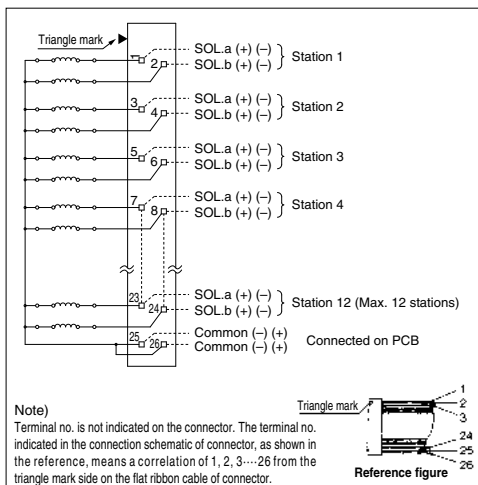 Triangle mark
1
SOL.a (+) (–)
2
SOL.b (+) (–)
Station 1
3
SOL.a (+) (–)
4
SOL.b (+) (–)
Station 2
5
SOL.a (+) (–)
6
SOL.b (+) (–)
Station 3
7
SOL.a (+) (–)
8
SOL.b (+) (–)
Station 4
23
SOL.a (+) (–)
24
SOL.b (+) (–)
Station 12 (Max. 12 stations)
25
Common (–) (+)
26
Common (–) (+)
Connected on PCB
Note)
Terminal no. is not indicated on the connector. The terminal no.
indicated in the connection schematic of connector, as shown in
the reference, means a correlation of 1, 2, 3····26 from the
triangle mark side on the flat ribbon cable of connector.
Triangle mark
1
2
3
24
25
26
Reference figure